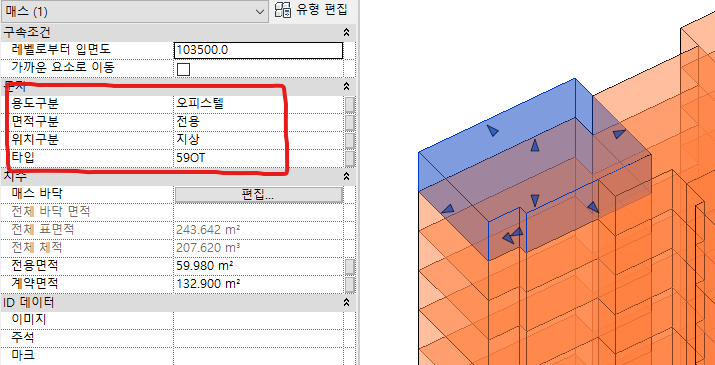 매스 (1)
유형 편집
구속조건
레벨로부터 입면도 103500.0
가까운 요소로 이동
문자
용도구분 오피스텔
면적구분 전용
위치구분 지상
타입 59OT
치수
매스 바닥 편집...
전체 바닥 면적
전체 표면적 243.642 m²
전체 체적 207.620 m³
전용면적 59.980 m²
계약면적 132.900 m²
ID 데이터
이미지
주석
마크